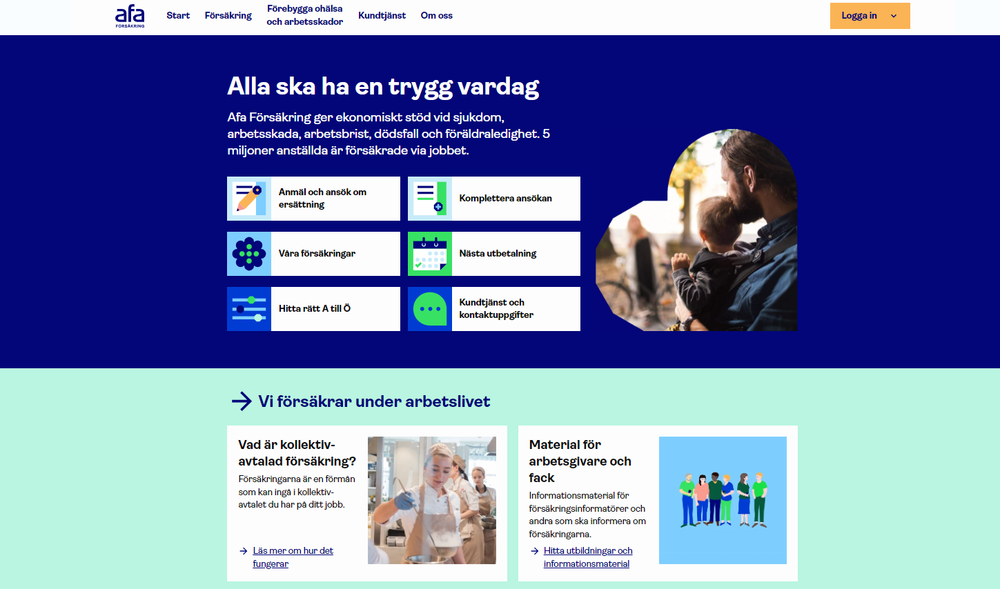 afa
FÖRSÄKRING
Start
Försäkring
Förebygga ohälsa
och arbetsskador
Kundtjänst
Om oss
Logga in
Alla ska ha en trygg vardag
Afa Försäkring ger ekonomiskt stöd vid sjukdom,
arbetsskada, arbetsbrist, dödsfall och föräldraledighet. 5
miljoner anställda är försäkrade via jobbet.
Anmäl och ansök om
ersättning
Komplettera ansökan
Våra försäkringar
Nästa utbetalning
Hitta rätt A till Ö
Kundtjänst och
kontaktuppgifter
Vi försäkrar under arbetslivet
Vad är kollektiv-
avtalad försäkring?
Försäkringarna är en förmån
som kan ingå i kollektiv-
avtalet du har på ditt jobb.
Läs mer om hur det
fungerar
Material för
arbetsgivare och
fack
Informationsmaterial för
försäkringsinformatörer och
andra som ska informera om
försäkringarna.
Hitta utbildningar och
informationsmaterial